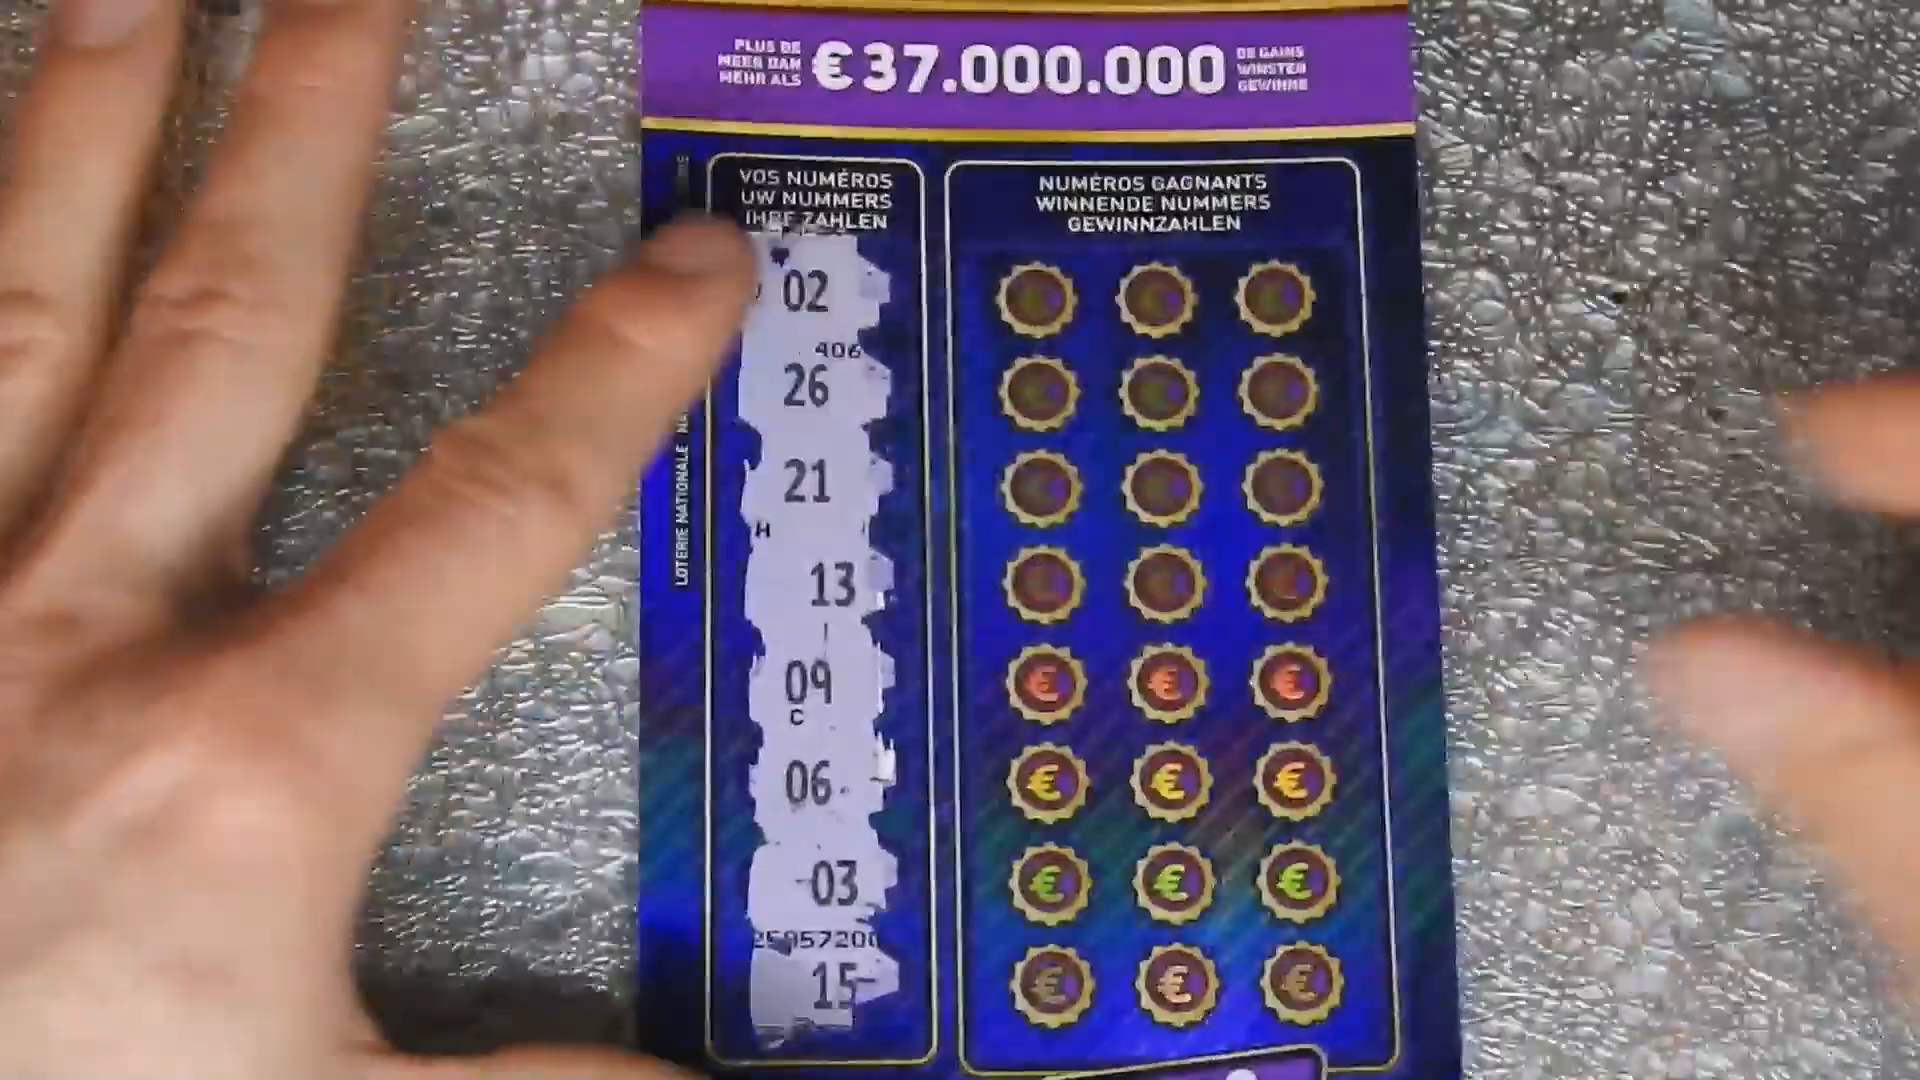 PLUS DE
MEER DAN
MEHR ALS
€37.000.000
DE GAINS
WINSTEN
GEWINNE
VOS NUMÉROS
UW NUMMERS
IHRE ZAHLEN
02
406
26
21
H
13
09
C
06
03
15
NUMÉROS GAGNANTS
WINNENDE NUMMERS
GEWINNZAHLEN
€ € €
€ € €
€ € €
€ € €
LOTERIE NATIONALE